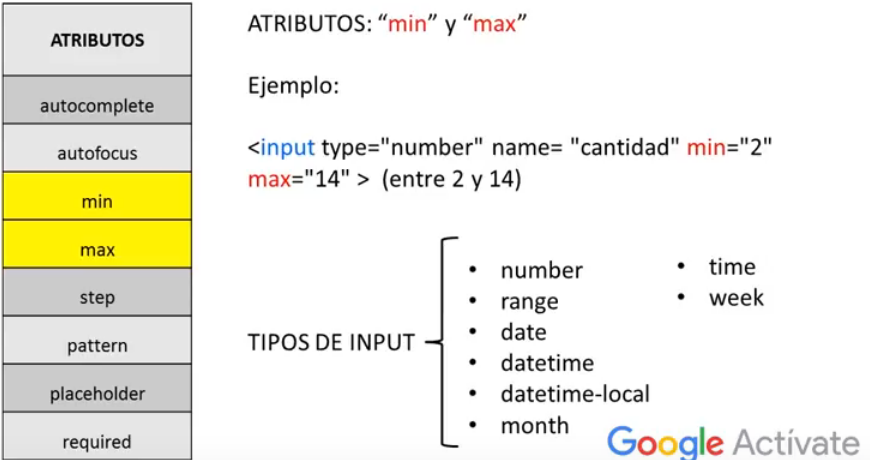 ATRIBUTOS
autocomplete
autofocus
min
max
step
pattern
placeholder
required
ATRIBUTOS: “min” y “max”
Ejemplo:
<input type="number" name= "cantidad" min="2"
max="14" > (entre 2 y 14)
TIPOS DE INPUT
• number
• range
• date
• datetime
• datetime-local
• month
• time
• week
Google Actívate